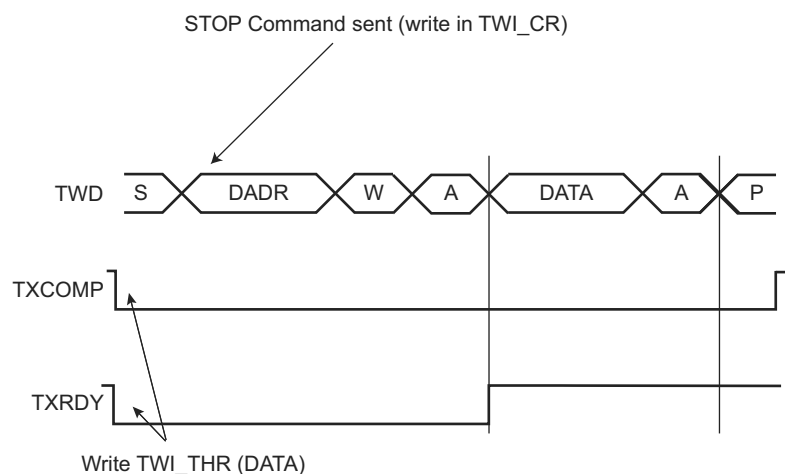 STOP Command sent (write in TWI_CR)
TWD S DADR W A DATA A P
TXCOMP
TXRDY
Write TWI_THR (DATA)